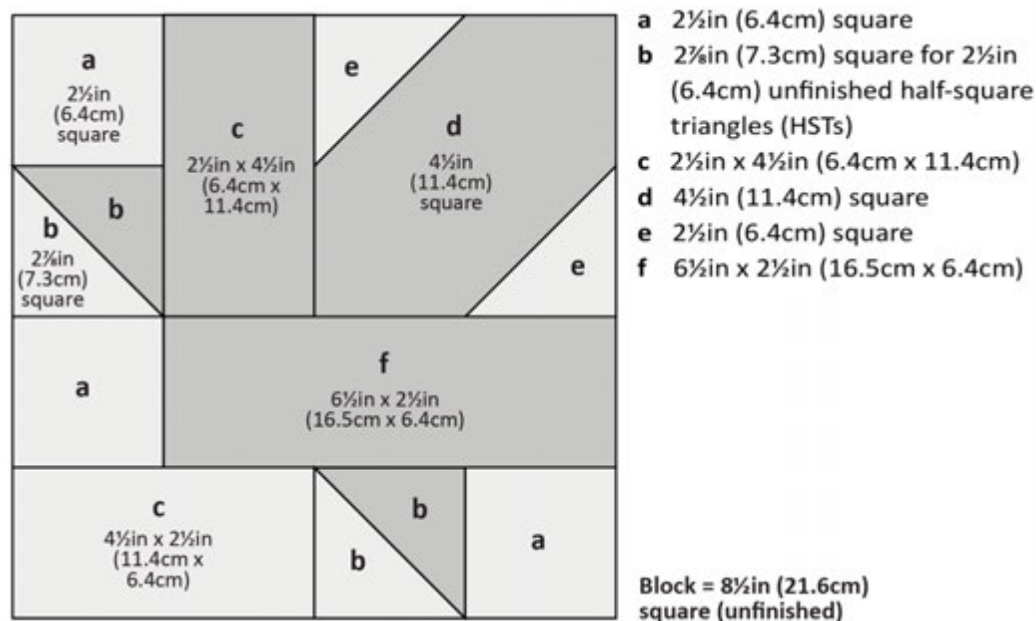 a
2½in
(6.4cm)
square
c
2½in x 4½in
(6.4cm x
11.4cm)
e
d
4½in
(11.4cm)
square
b
b
2⅞in
(7.3cm)
square
e
a
f
6½in x 2½in
(16.5cm x 6.4cm)
c
4½in x 2½in
(11.4cm x
6.4cm)
b
b
a
a 2½in (6.4cm) square
b 2⅞in (7.3cm) square for 2½in
(6.4cm) unfinished half-square
triangles (HSTs)
c 2½in x 4½in (6.4cm x 11.4cm)
d 4½in (11.4cm) square
e 2½in (6.4cm) square
f 6½in x 2½in (16.5cm x 6.4cm)
Block = 8½in (21.6cm)
square (unfinished)